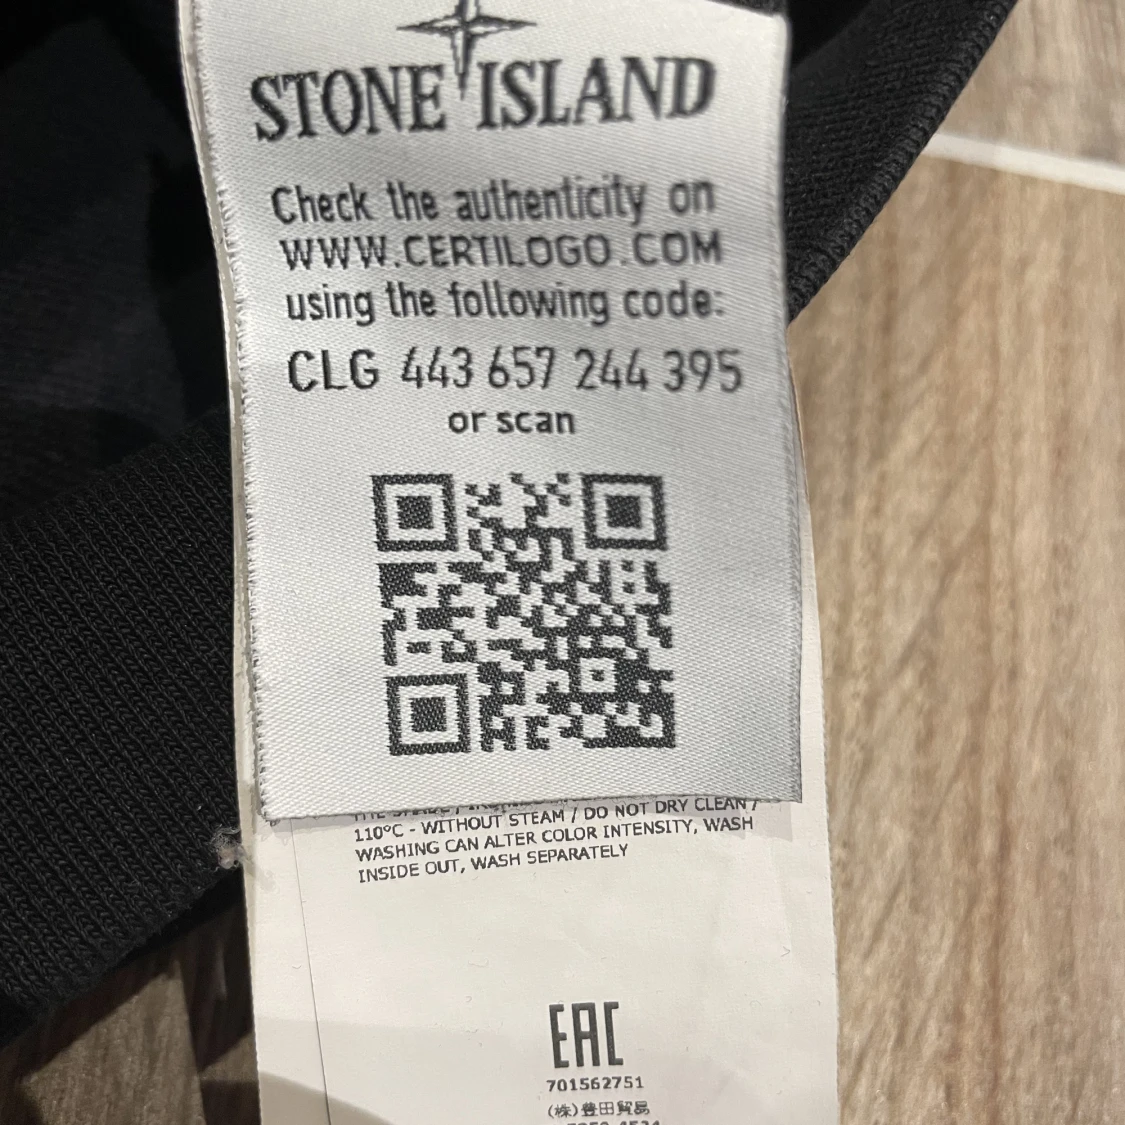 STONE ISLAND
Check the authenticity on
WWW.CERTILOGO.COM
using the following code:
CLG 443 657 244 395
or scan
110°C - WITHOUT STEAM / DO NOT DRY CLEAN /
WASHING CAN ALTER COLOR INTENSITY, WASH
INSIDE OUT, WASH SEPARATELY
EAC
701562751
(株)豊田貿易